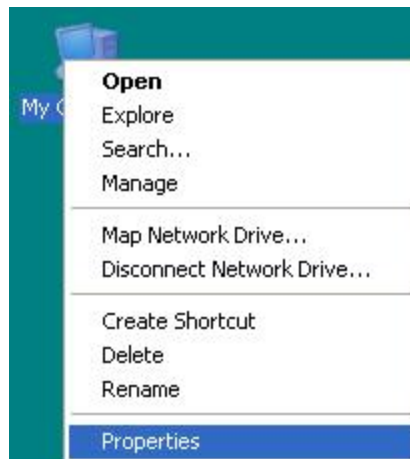 My
Open
Explore
Search...
Manage
Map Network Drive...
Disconnect Network Drive...
Create Shortcut
Delete
Rename
Properties